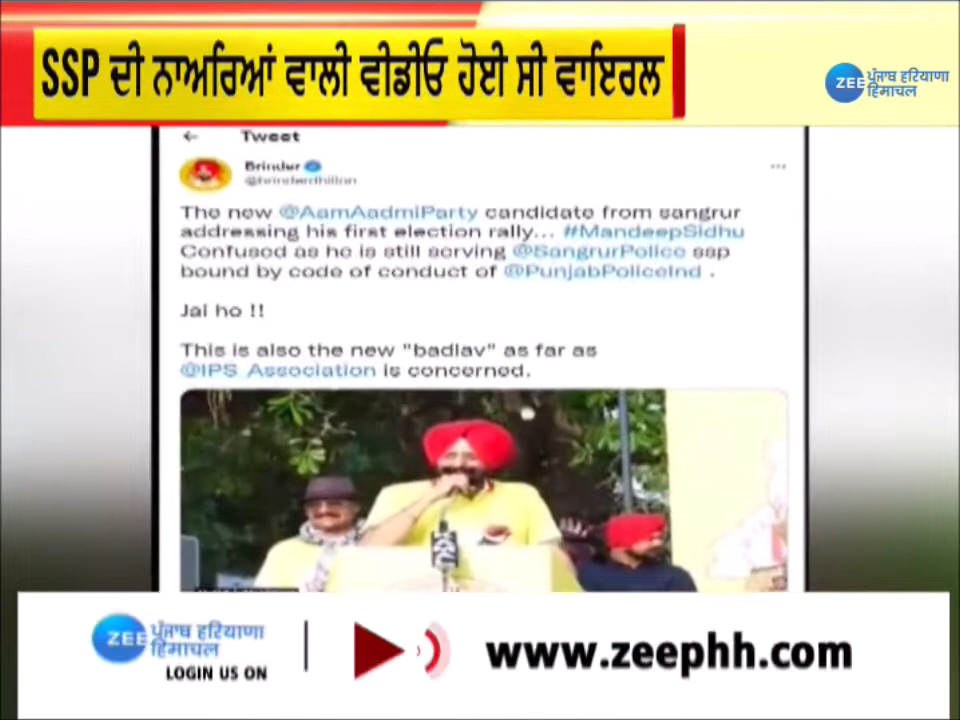 SSP ਦੀ ਨਾਅਰਿਆਂ ਵਾਲੀ ਵੀਡੀਓ ਹੋਈ ਸੀ ਵਾਇਰਲ
ZEE ਪੰਜਾਬ ਹਰਿਆਣਾ
ਹਿਮਾਚਲ
Tweet
Brinder
@brinderdhillon
The new @AamAadmiParty candidate from sangrur
addressing his first election rally... #MandeepSidhu
Confused as he is still serving @SangrurPolice ssp
bound by code of conduct of @PunjabPoliceInd .
Jai ho !!
This is also the new "badlav" as far as
@IPS_Association is concerned.
ZEE ਪੰਜਾਬ ਹਰਿਆਣਾ
ਹਿਮਾਚਲ
LOGIN US ON
www.zeephh.com